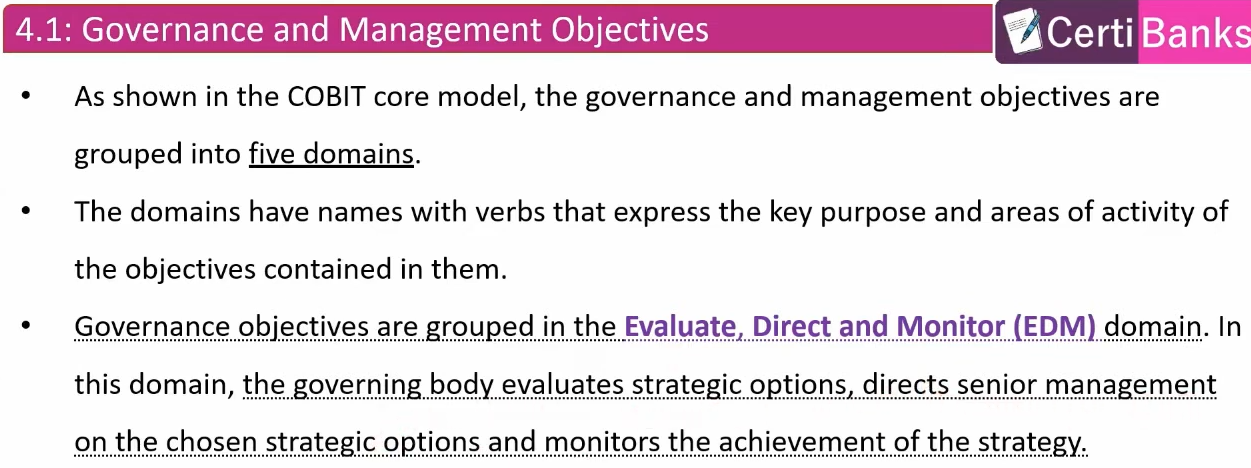 4.1: Governance and Management Objectives
CertiBanks
• As shown in the COBIT core model, the governance and management objectives are
grouped into five domains.
• The domains have names with verbs that express the key purpose and areas of activity of
the objectives contained in them.
• Governance objectives are grouped in the Evaluate, Direct and Monitor (EDM) domain. In
this domain, the governing body evaluates strategic options, directs senior management
on the chosen strategic options and monitors the achievement of the strategy.